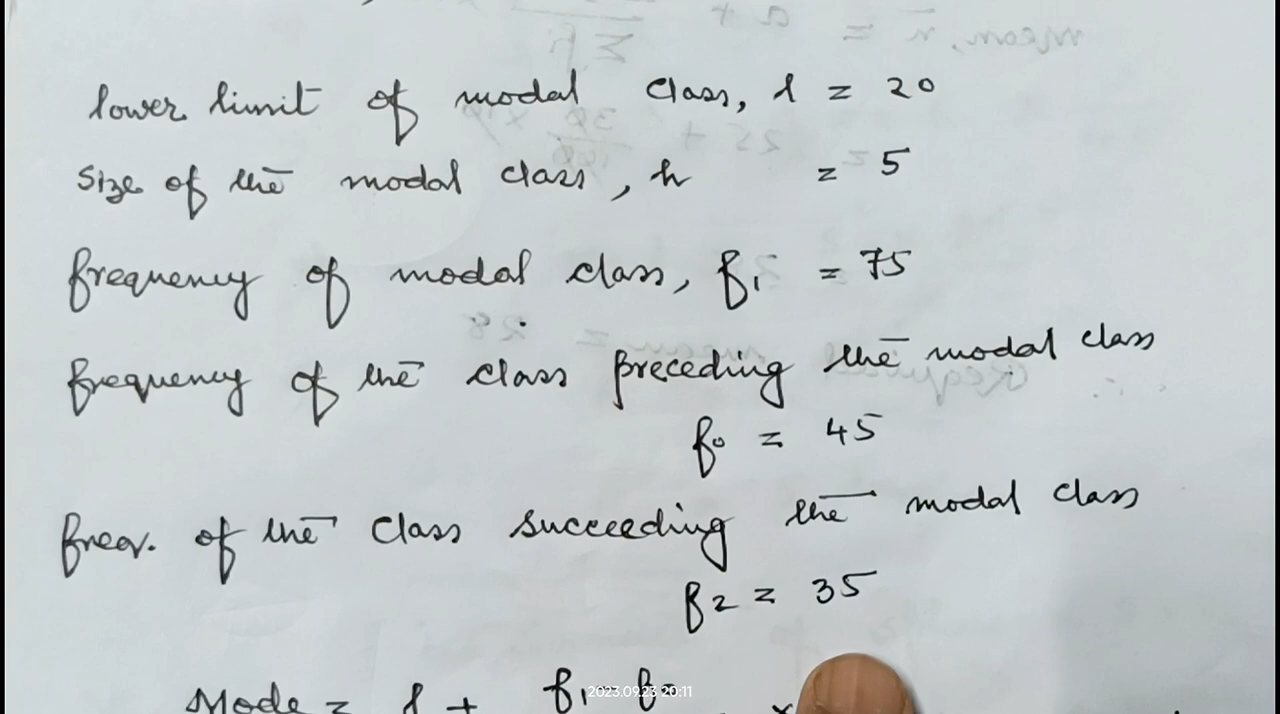 lower limit of modal class, l = 20
size of the modal class, h = 5
frequency of modal class, f1 = 75
frequency of the class preceding the modal class
f0 = 45
freq. of the class succeeding the modal class
f2 = 35
Mode = l + f1 - f0 ×
2023.09.23 20:11